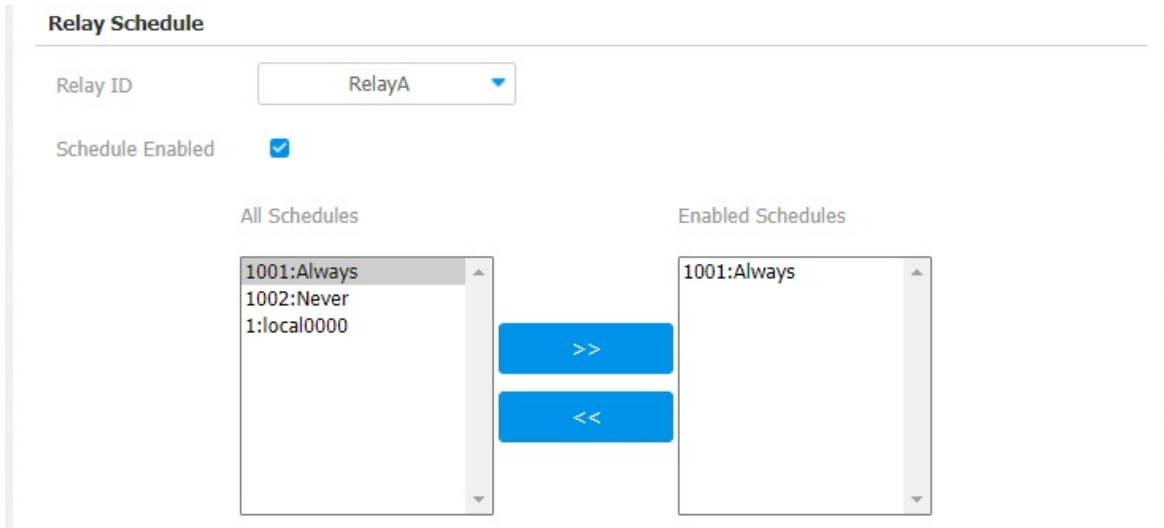 Relay Schedule
Relay ID
RelayA
Schedule Enabled
All Schedules
Enabled Schedules
1001:Always
1002:Never
1:local0000
>>
<<
1001:Always